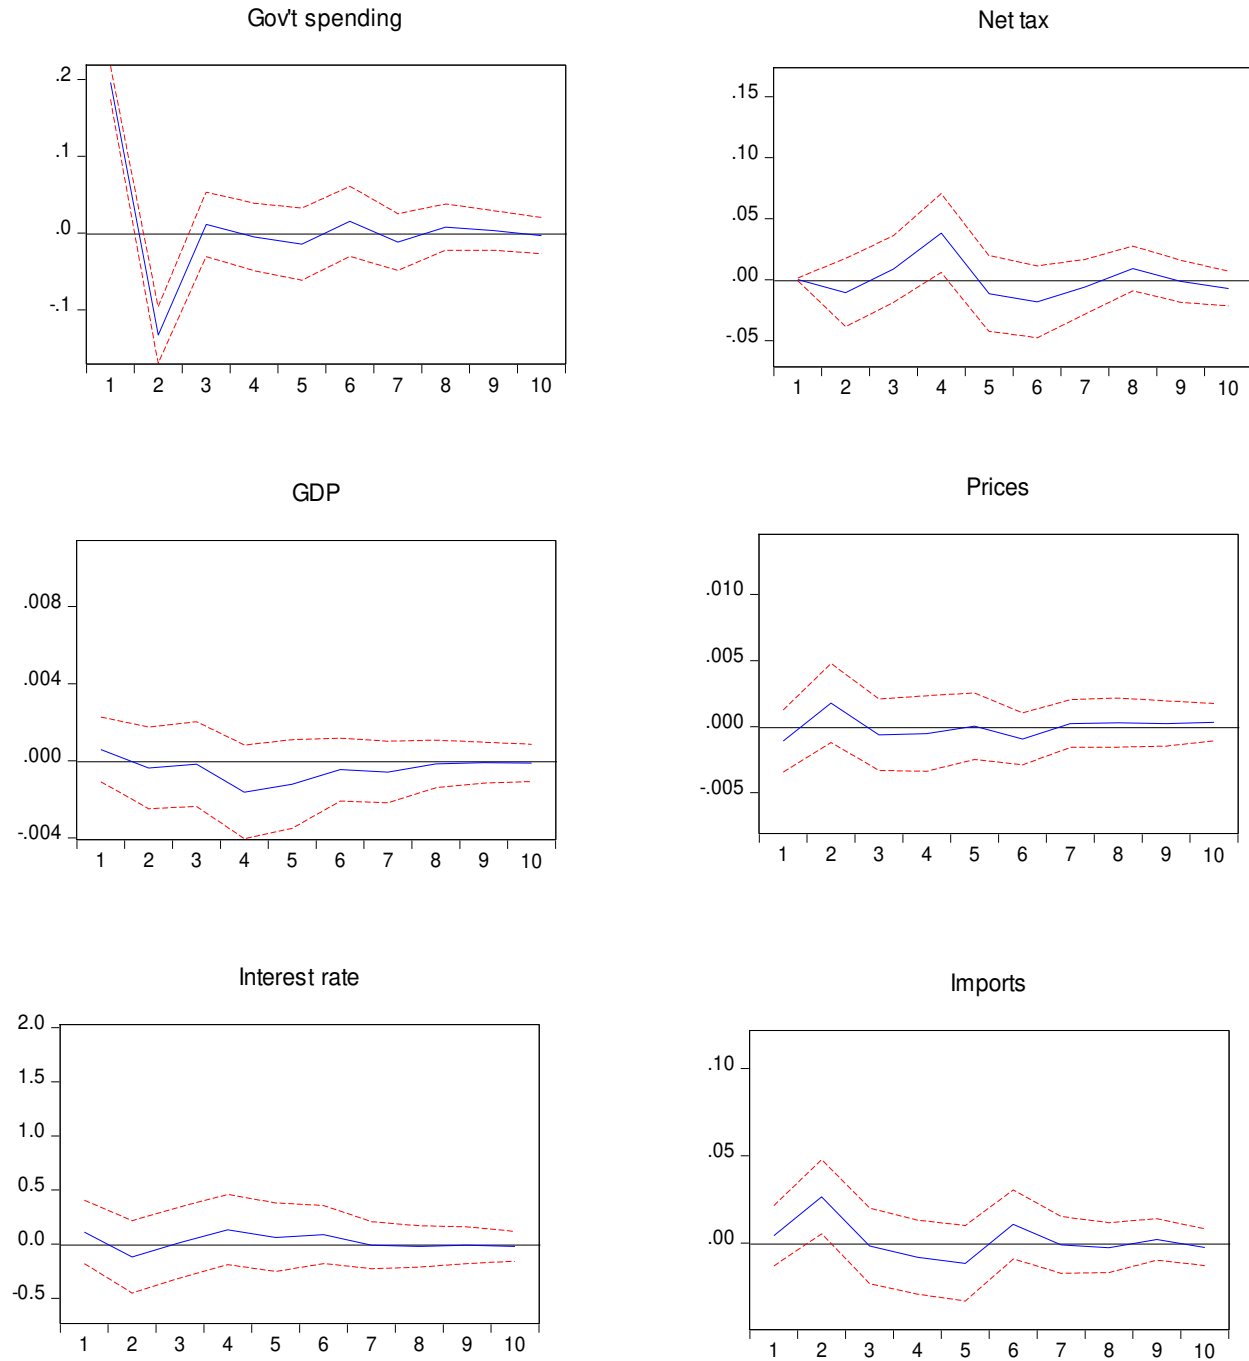 Gov't spending
.2
.1
.0
-.1
1 2 3 4 5 6 7 8 9 10
Net tax
.15
.10
.05
.00
-.05
1 2 3 4 5 6 7 8 9 10
GDP
.008
.004
.000
-.004
1 2 3 4 5 6 7 8 9 10
Prices
.010
.005
.000
-.005
1 2 3 4 5 6 7 8 9 10
Interest rate
2.0
1.5
1.0
0.5
0.0
-0.5
1 2 3 4 5 6 7 8 9 10
Imports
.10
.05
.00
1 2 3 4 5 6 7 8 9 10